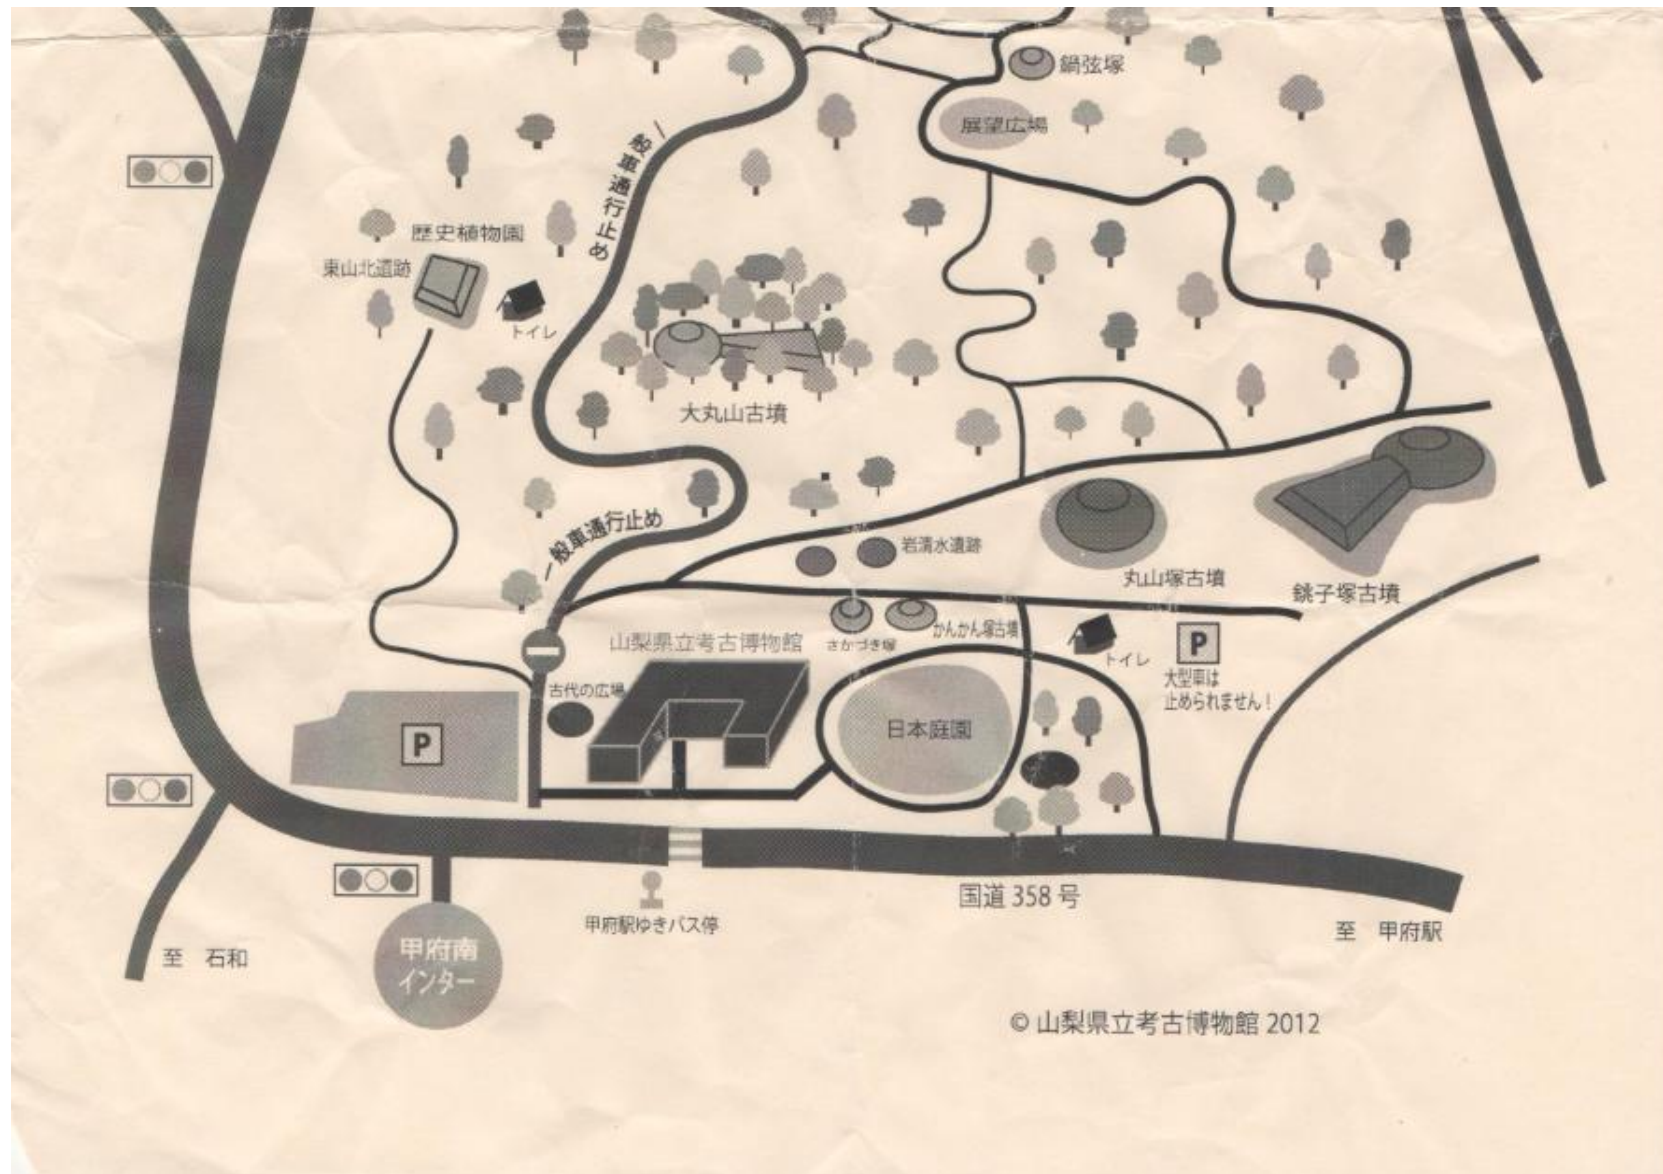 鍋弦塚
展望広場
一般車通行止め
歴史植物園
東山北遺跡
トイレ
大丸山古墳
一般車通行止め
岩清水遺跡
丸山塚古墳
銚子塚古墳
さかづき塚
かんかん塚古墳
山梨県立考古博物館
トイレ
P
大型車は
止められません!
古代の広場
P
日本庭園
国道 358 号
甲府駅ゆきバス停
至 甲府駅
甲府南
インター
至 石和
© 山梨県立考古博物館 2012